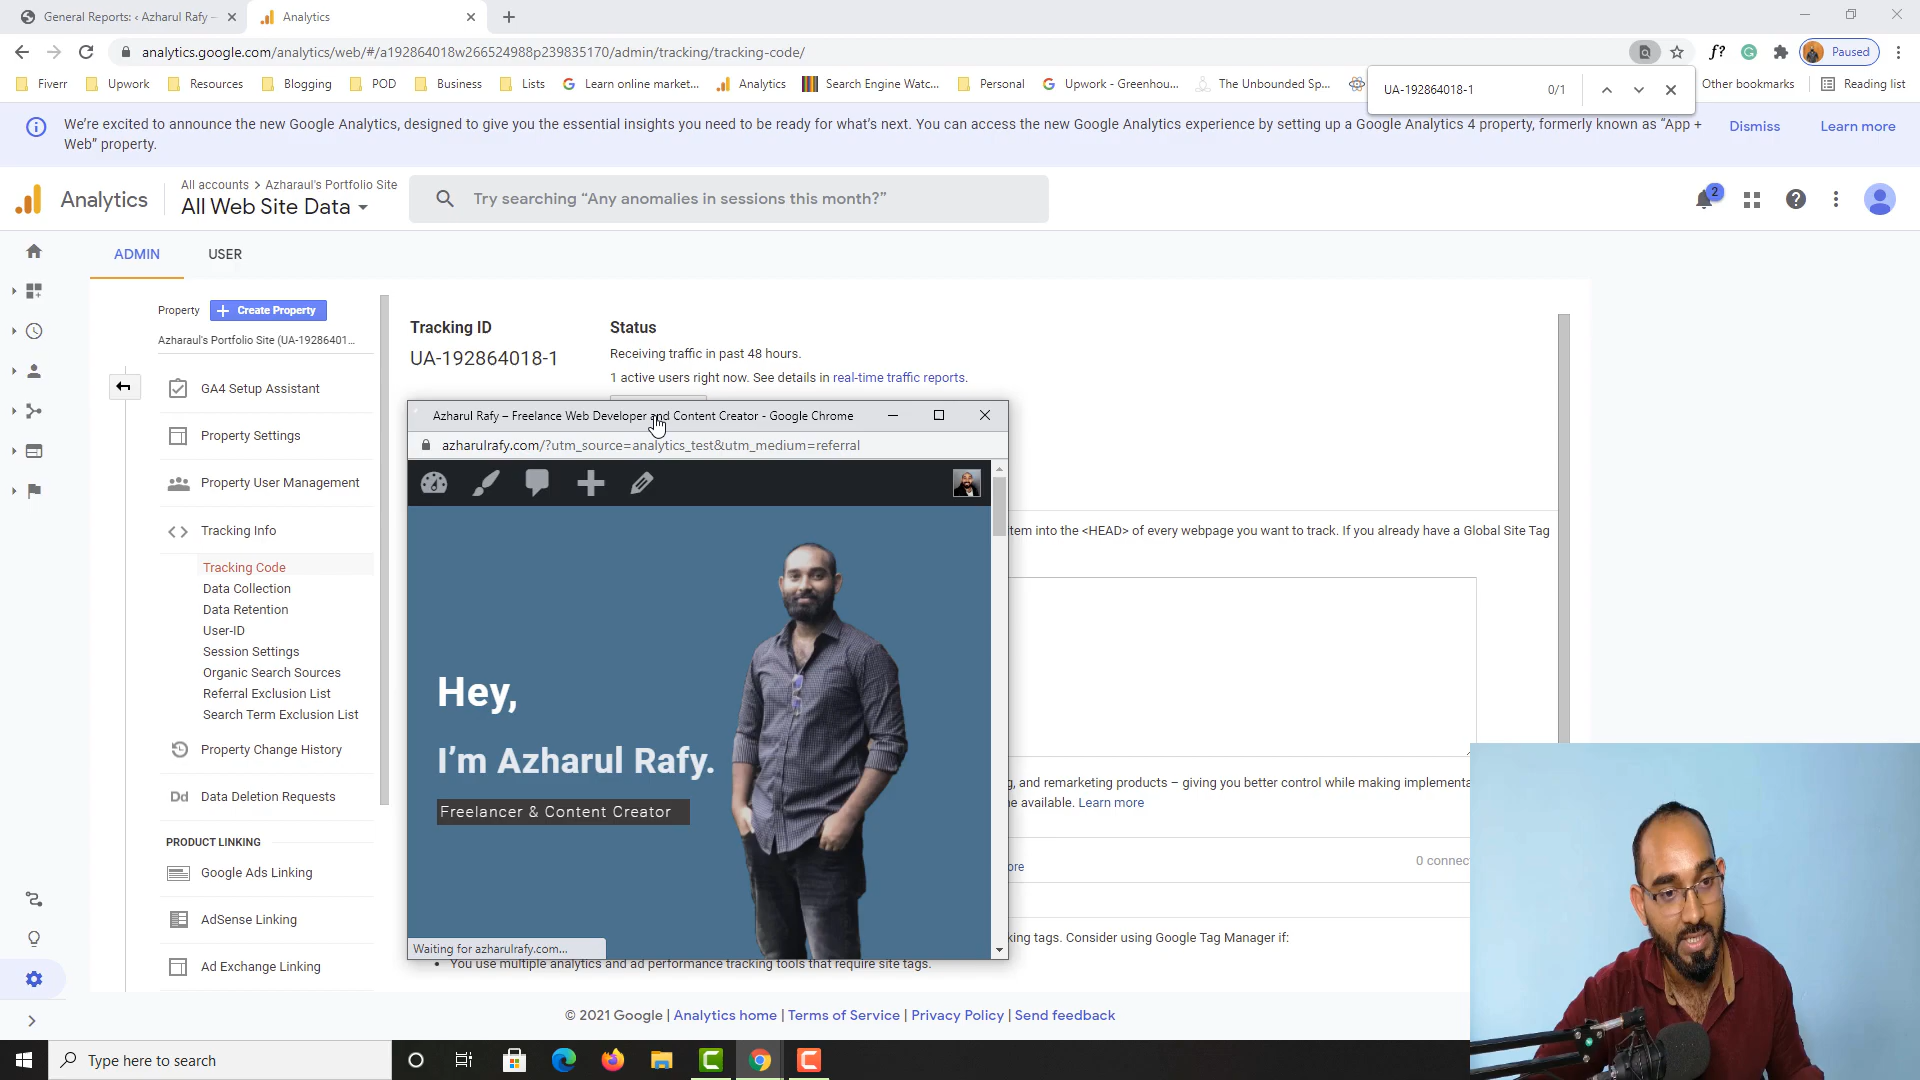 General Reports: ‹ Azharul Rafy –
Analytics
analytics.google.com/analytics/web/#/a192864018w266524988p239835170/admin/tracking/tracking-code/
f?
Paused
Fiverr
Upwork
Resources
Blogging
POD
Business
Lists
Learn online market...
Analytics
Search Engine Watc...
Personal
Upwork - Greenhou...
The Unbounded Sp...
UA-192864018-1
0/1
Other bookmarks
Reading list
We're excited to announce the new Google Analytics, designed to give you the essential insights you need to be ready for what's next. You can access the new Google Analytics experience by setting up a Google Analytics 4 property, formerly known as “App +
Web” property.
Dismiss
Learn more
Analytics
All accounts > Azharaul's Portfolio Site
All Web Site Data
Try searching “Any anomalies in sessions this month?”
2
ADMIN
USER
Property
Create Property
Azharaul's Portfolio Site (UA-19286401...
GA4 Setup Assistant
Property Settings
Property User Management
Tracking Info
Tracking Code
Data Collection
Data Retention
User-ID
Session Settings
Organic Search Sources
Referral Exclusion List
Search Term Exclusion List
Property Change History
Dd Data Deletion Requests
PRODUCT LINKING
Google Ads Linking
AdSense Linking
Ad Exchange Linking
Tracking ID
UA-192864018-1
Status
Receiving traffic in past 48 hours.
1 active users right now. See details in real-time traffic reports.
Azharul Rafy – Freelance Web Developer and Content Creator - Google Chrome
azharulrafy.com/?utm_source=analytics_test&utm_medium=referral
Hey,
I'm Azharul Rafy.
Freelancer & Content Creator
Waiting for azharulrafy.com...
tem into the <HEAD> of every webpage you want to track. If you already have a Global Site Tag
g, and remarketing products – giving you better control while making implementa
e available. Learn more
ore
0 connec
king tags. Consider using Google Tag Manager if:
• You use multiple analytics and ad performance tracking tools that require site tags.
© 2021 Google | Analytics home | Terms of Service | Privacy Policy | Send feedback
Type here to search